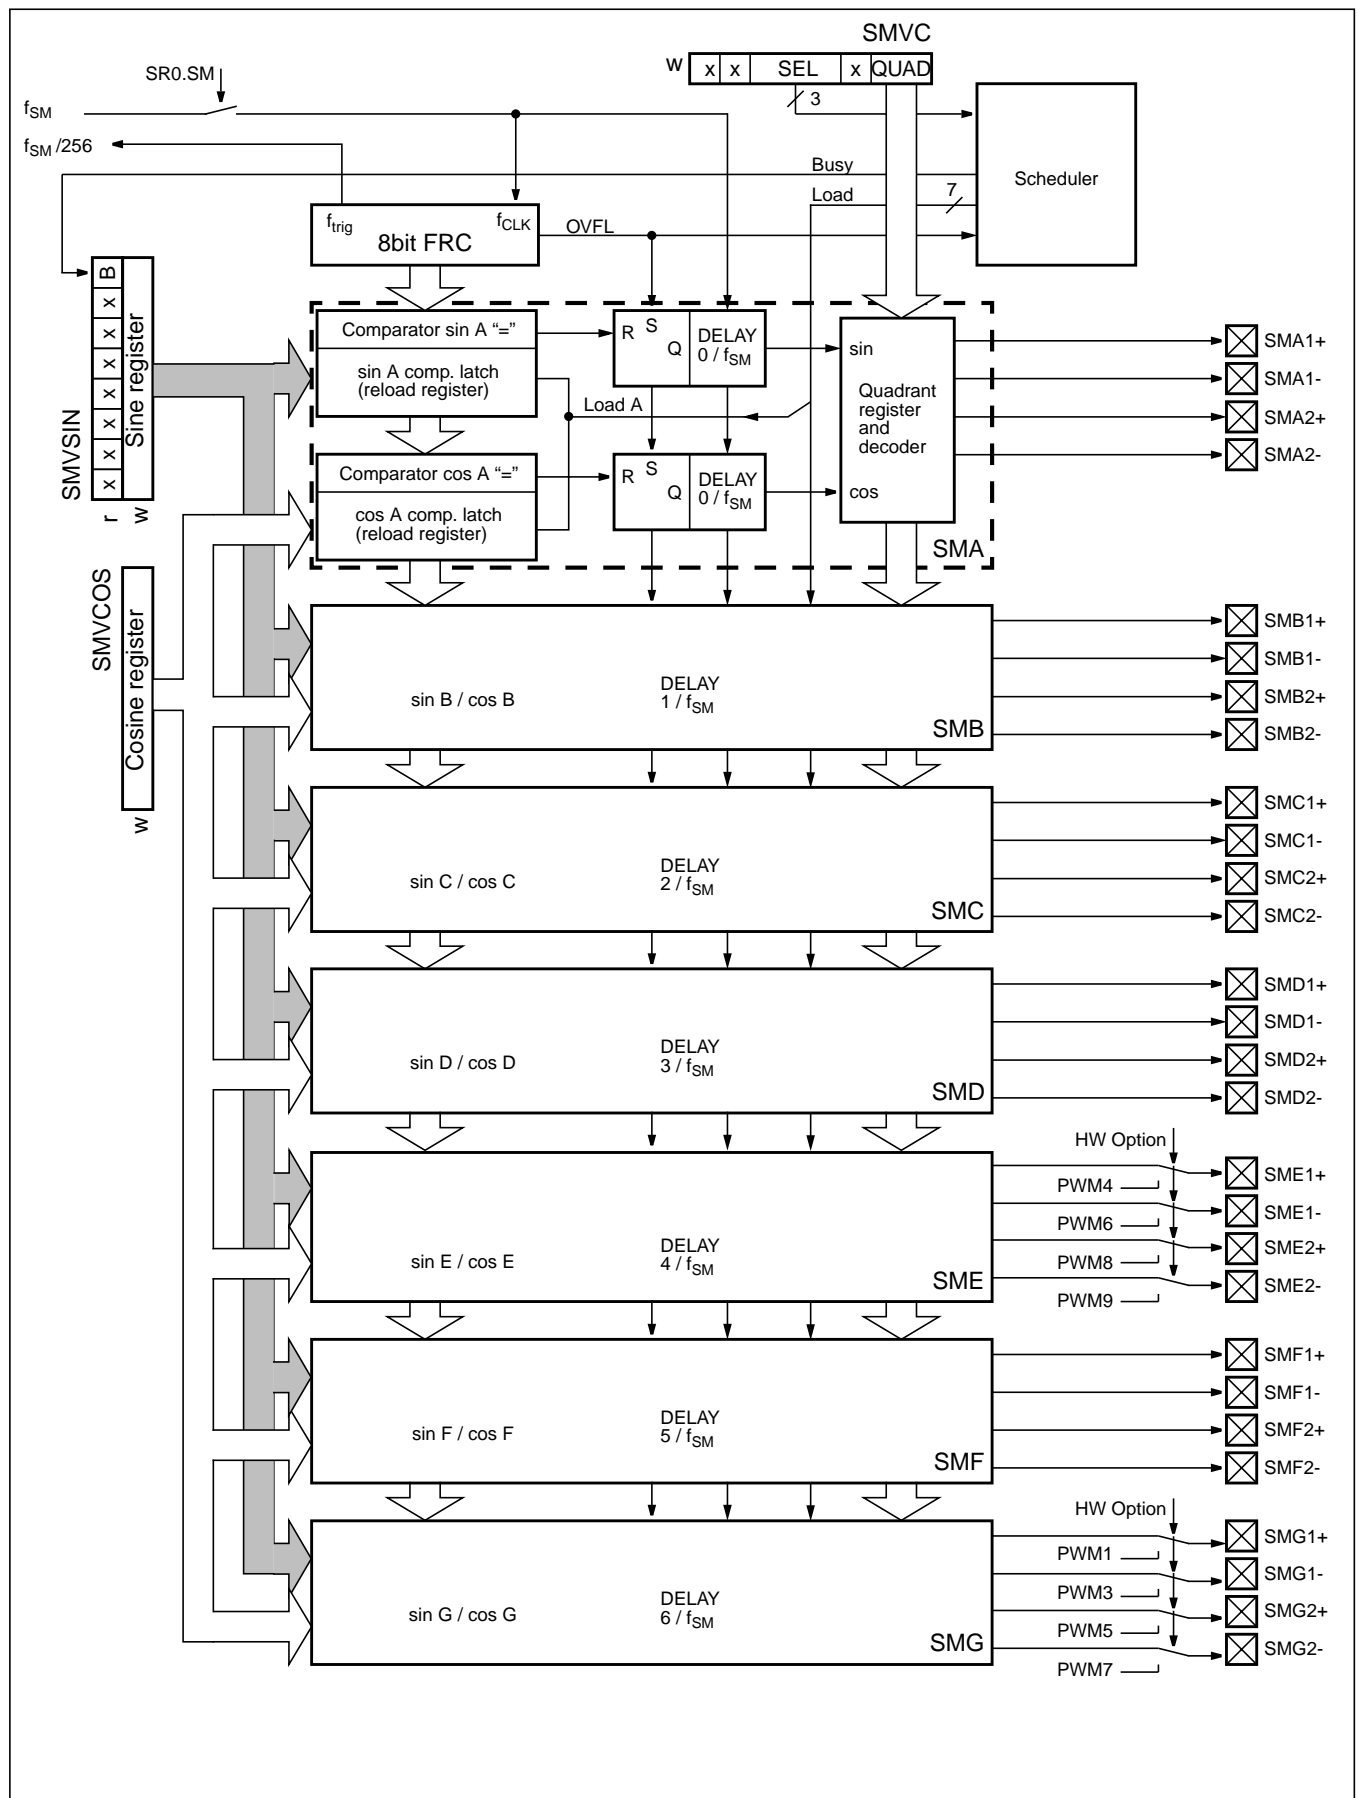 SMVC
w x x SEL x QUAD
SR0.SM
3
fSM
fSM /256
Busy
Load
7
Scheduler
ftrig
fCLK
8bit FRC
OVFL
B
x
x
x
x
x
x
x
Sine register
SMVSIN
r
w
Comparator sin A “=”
sin A comp. latch
(reload register)
R S
Q
DELAY
0 / fSM
sin
Quadrant
register
and
decoder
cos
Load A
Comparator cos A “=”
cos A comp. latch
(reload register)
R S
Q
DELAY
0 / fSM
SMA
SMA1+
SMA1-
SMA2+
SMA2-
SMVCOS
Cosine register
w
sin B / cos B
DELAY
1 / fSM
SMB
SMB1+
SMB1-
SMB2+
SMB2-
sin C / cos C
DELAY
2 / fSM
SMC
SMC1+
SMC1-
SMC2+
SMC2-
sin D / cos D
DELAY
3 / fSM
SMD
SMD1+
SMD1-
SMD2+
SMD2-
sin E / cos E
DELAY
4 / fSM
SME
HW Option
PWM4
PWM6
PWM8
PWM9
SME1+
SME1-
SME2+
SME2-
sin F / cos F
DELAY
5 / fSM
SMF
SMF1+
SMF1-
SMF2+
SMF2-
sin G / cos G
DELAY
6 / fSM
SMG
HW Option
PWM1
PWM3
PWM5
PWM7
SMG1+
SMG1-
SMG2+
SMG2-